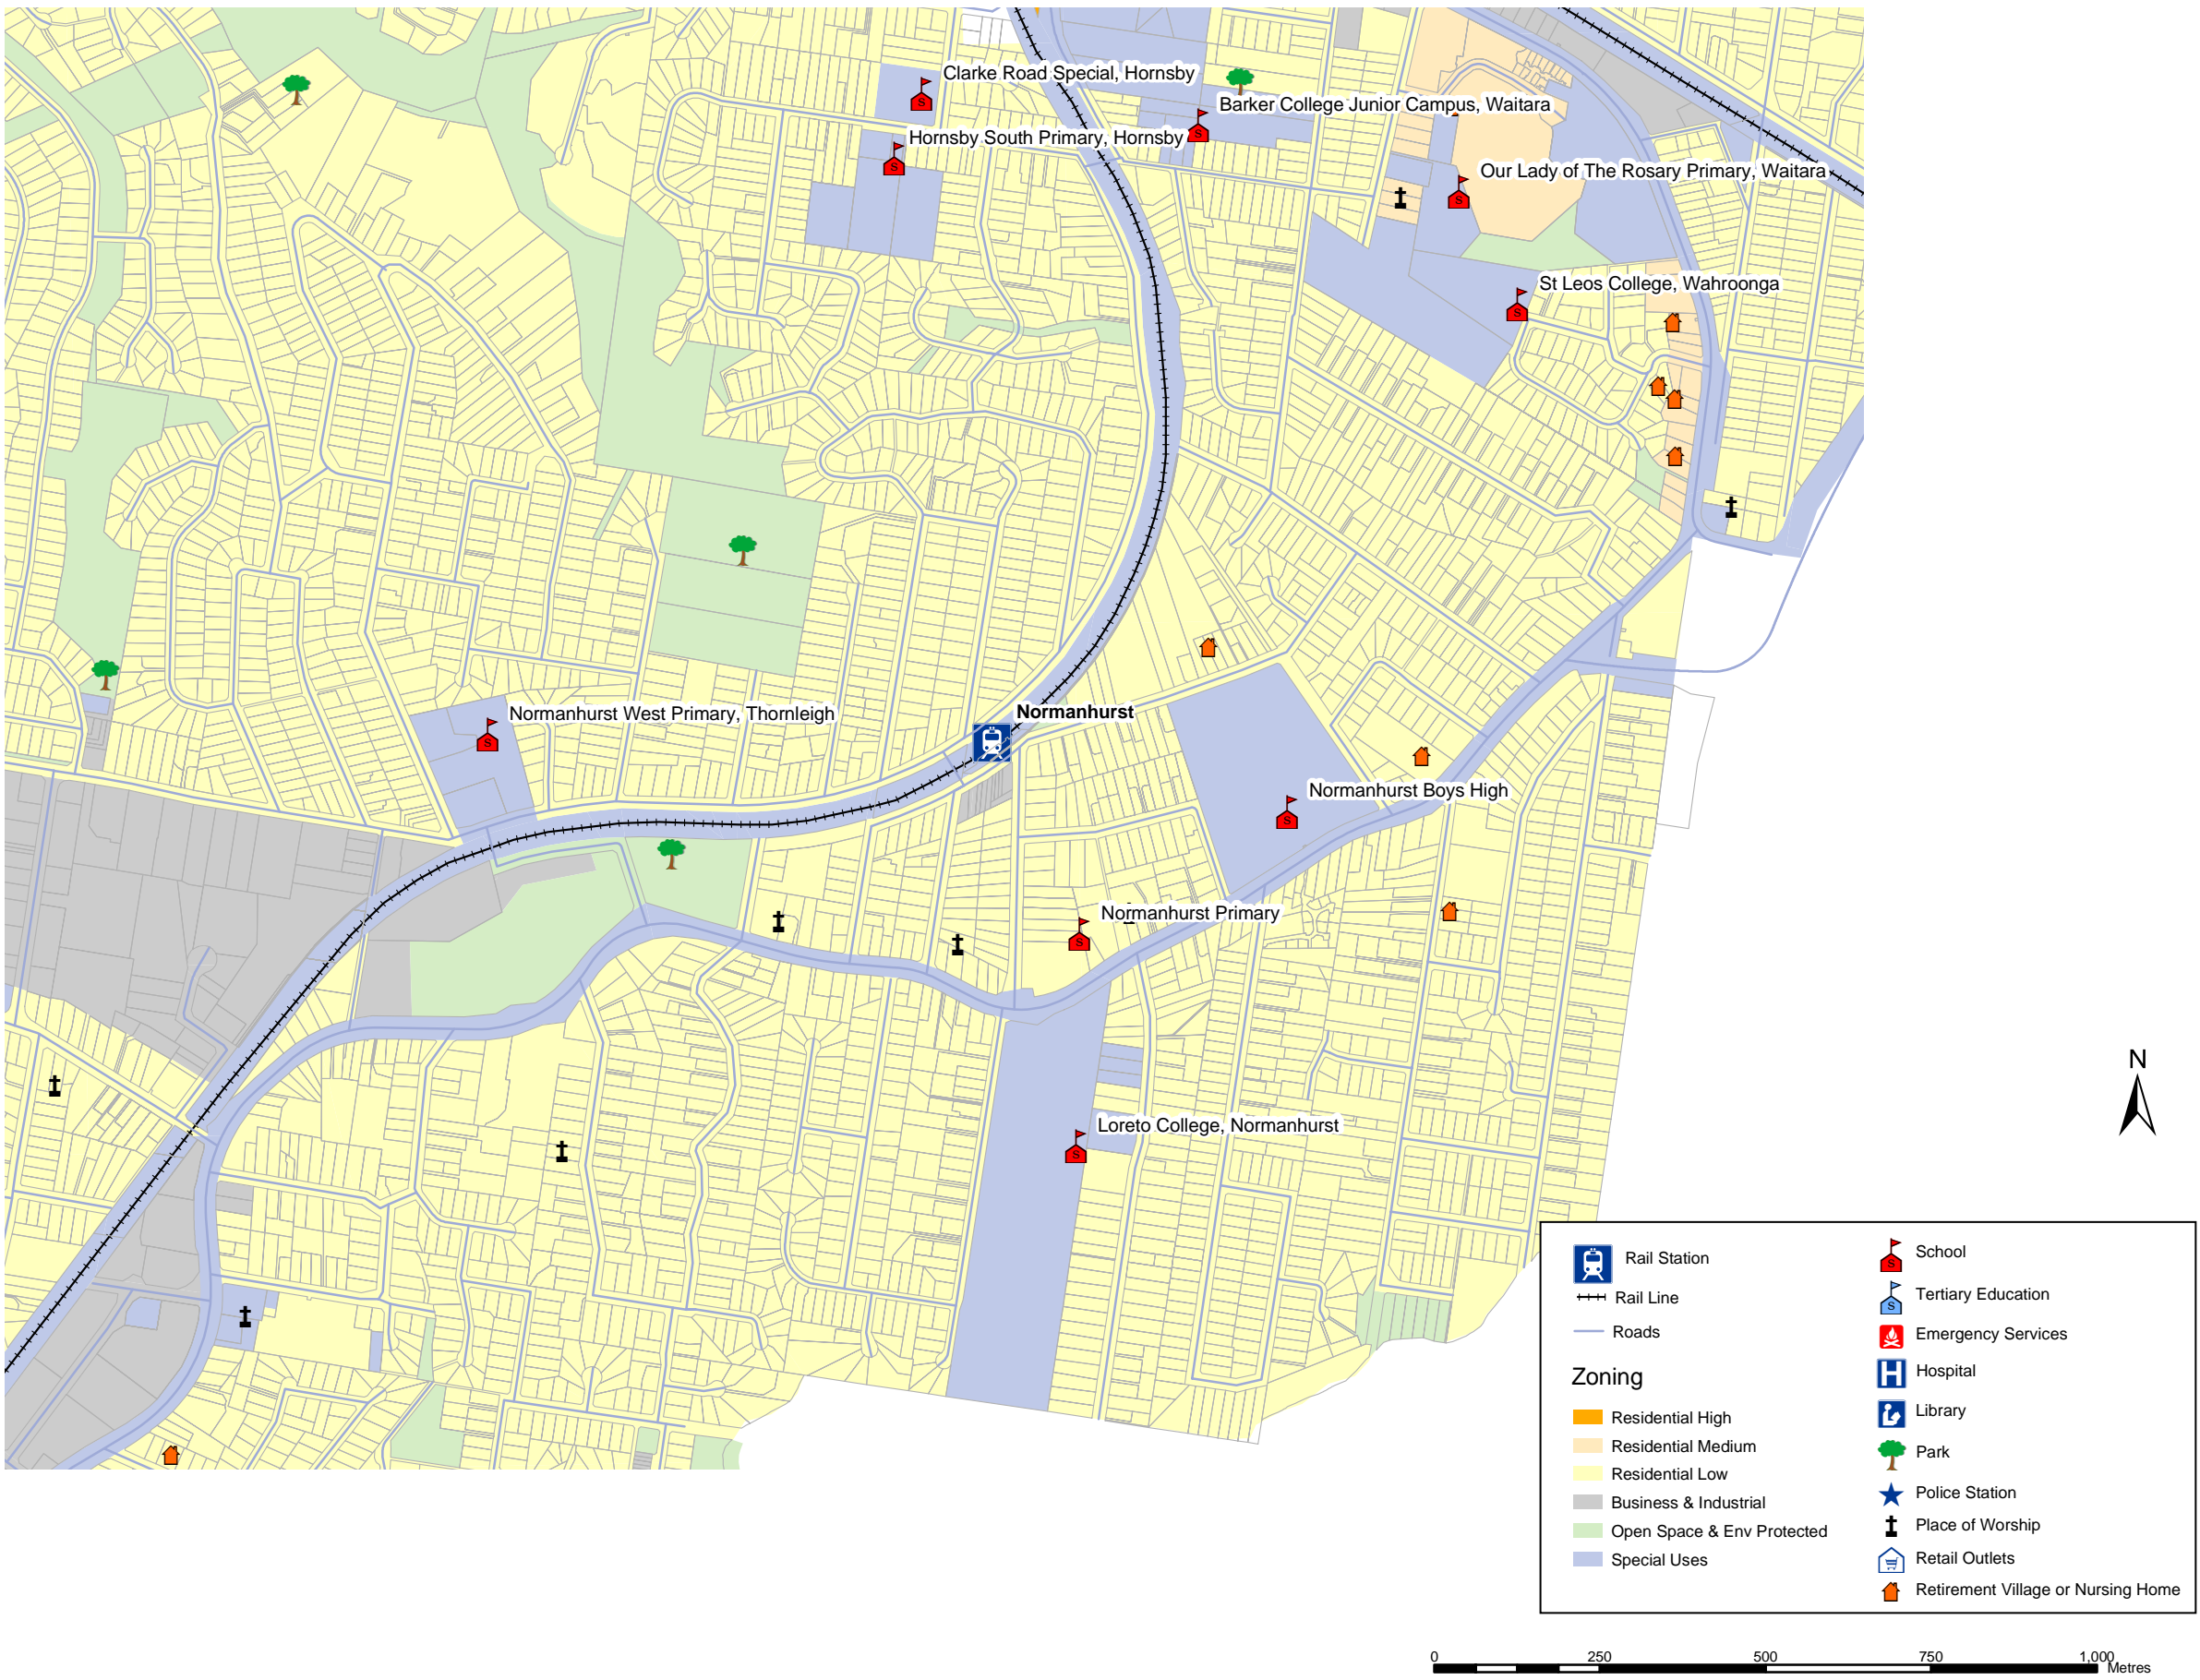 Clarke Road Special, Hornsby
Barker College Junior Campus, Waitara
Hornsby South Primary, Hornsby
Our Lady of The Rosary Primary, Waitara
St Leos College, Wahroonga
Normanhurst West Primary, Thornleigh
Normanhurst
Normanhurst Boys High
Normanhurst Primary
Loreto College, Normanhurst
N
Rail Station
Rail Line
Roads
Zoning
Residential High
Residential Medium
Residential Low
Business & Industrial
Open Space & Env Protected
Special Uses
School
Tertiary Education
Emergency Services
Hospital
Library
Park
Police Station
Place of Worship
Retail Outlets
Retirement Village or Nursing Home
0 250 500 750 1,000
Metres